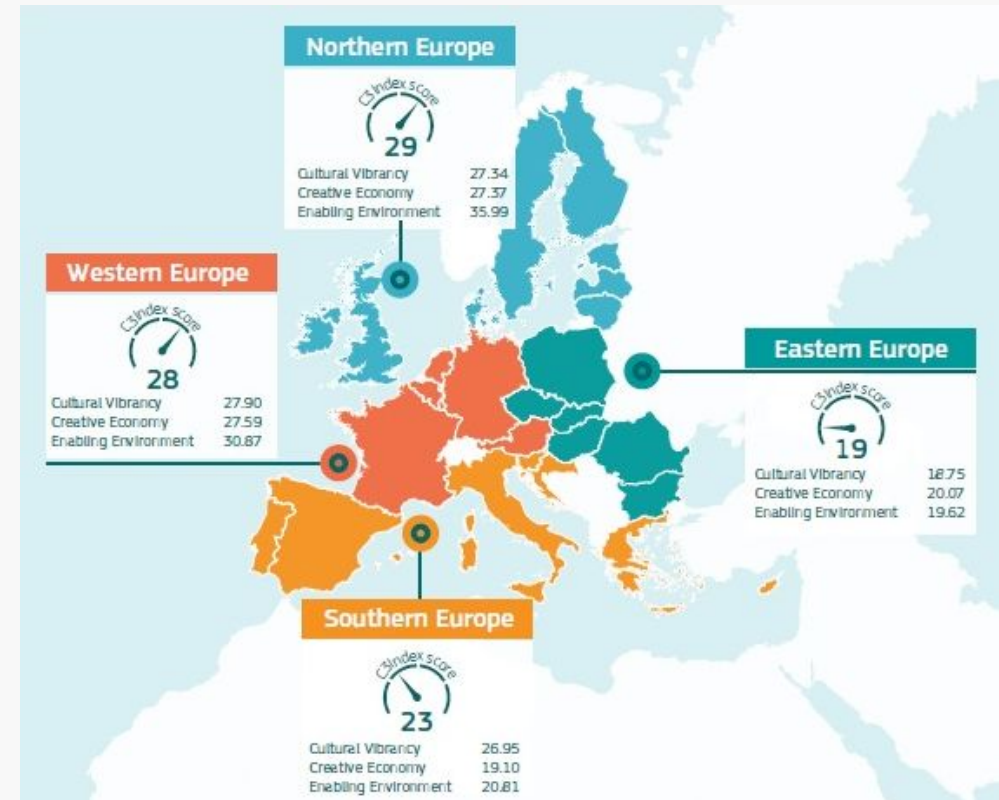 Northern Europe
C3 Index score
29
Cultural Vibrancy 27.34
Creative Economy 27.37
Enabling Environment 35.99
Western Europe
C3 Index score
28
Cultural Vibrancy 27.90
Creative Economy 27.59
Enabling Environment 30.87
Eastern Europe
C3 Index score
19
Cultural Vibrancy 18.75
Creative Economy 20.07
Enabling Environment 19.62
Southern Europe
C3 Index score
23
Cultural Vibrancy 26.95
Creative Economy 19.10
Enabling Environment 20.81